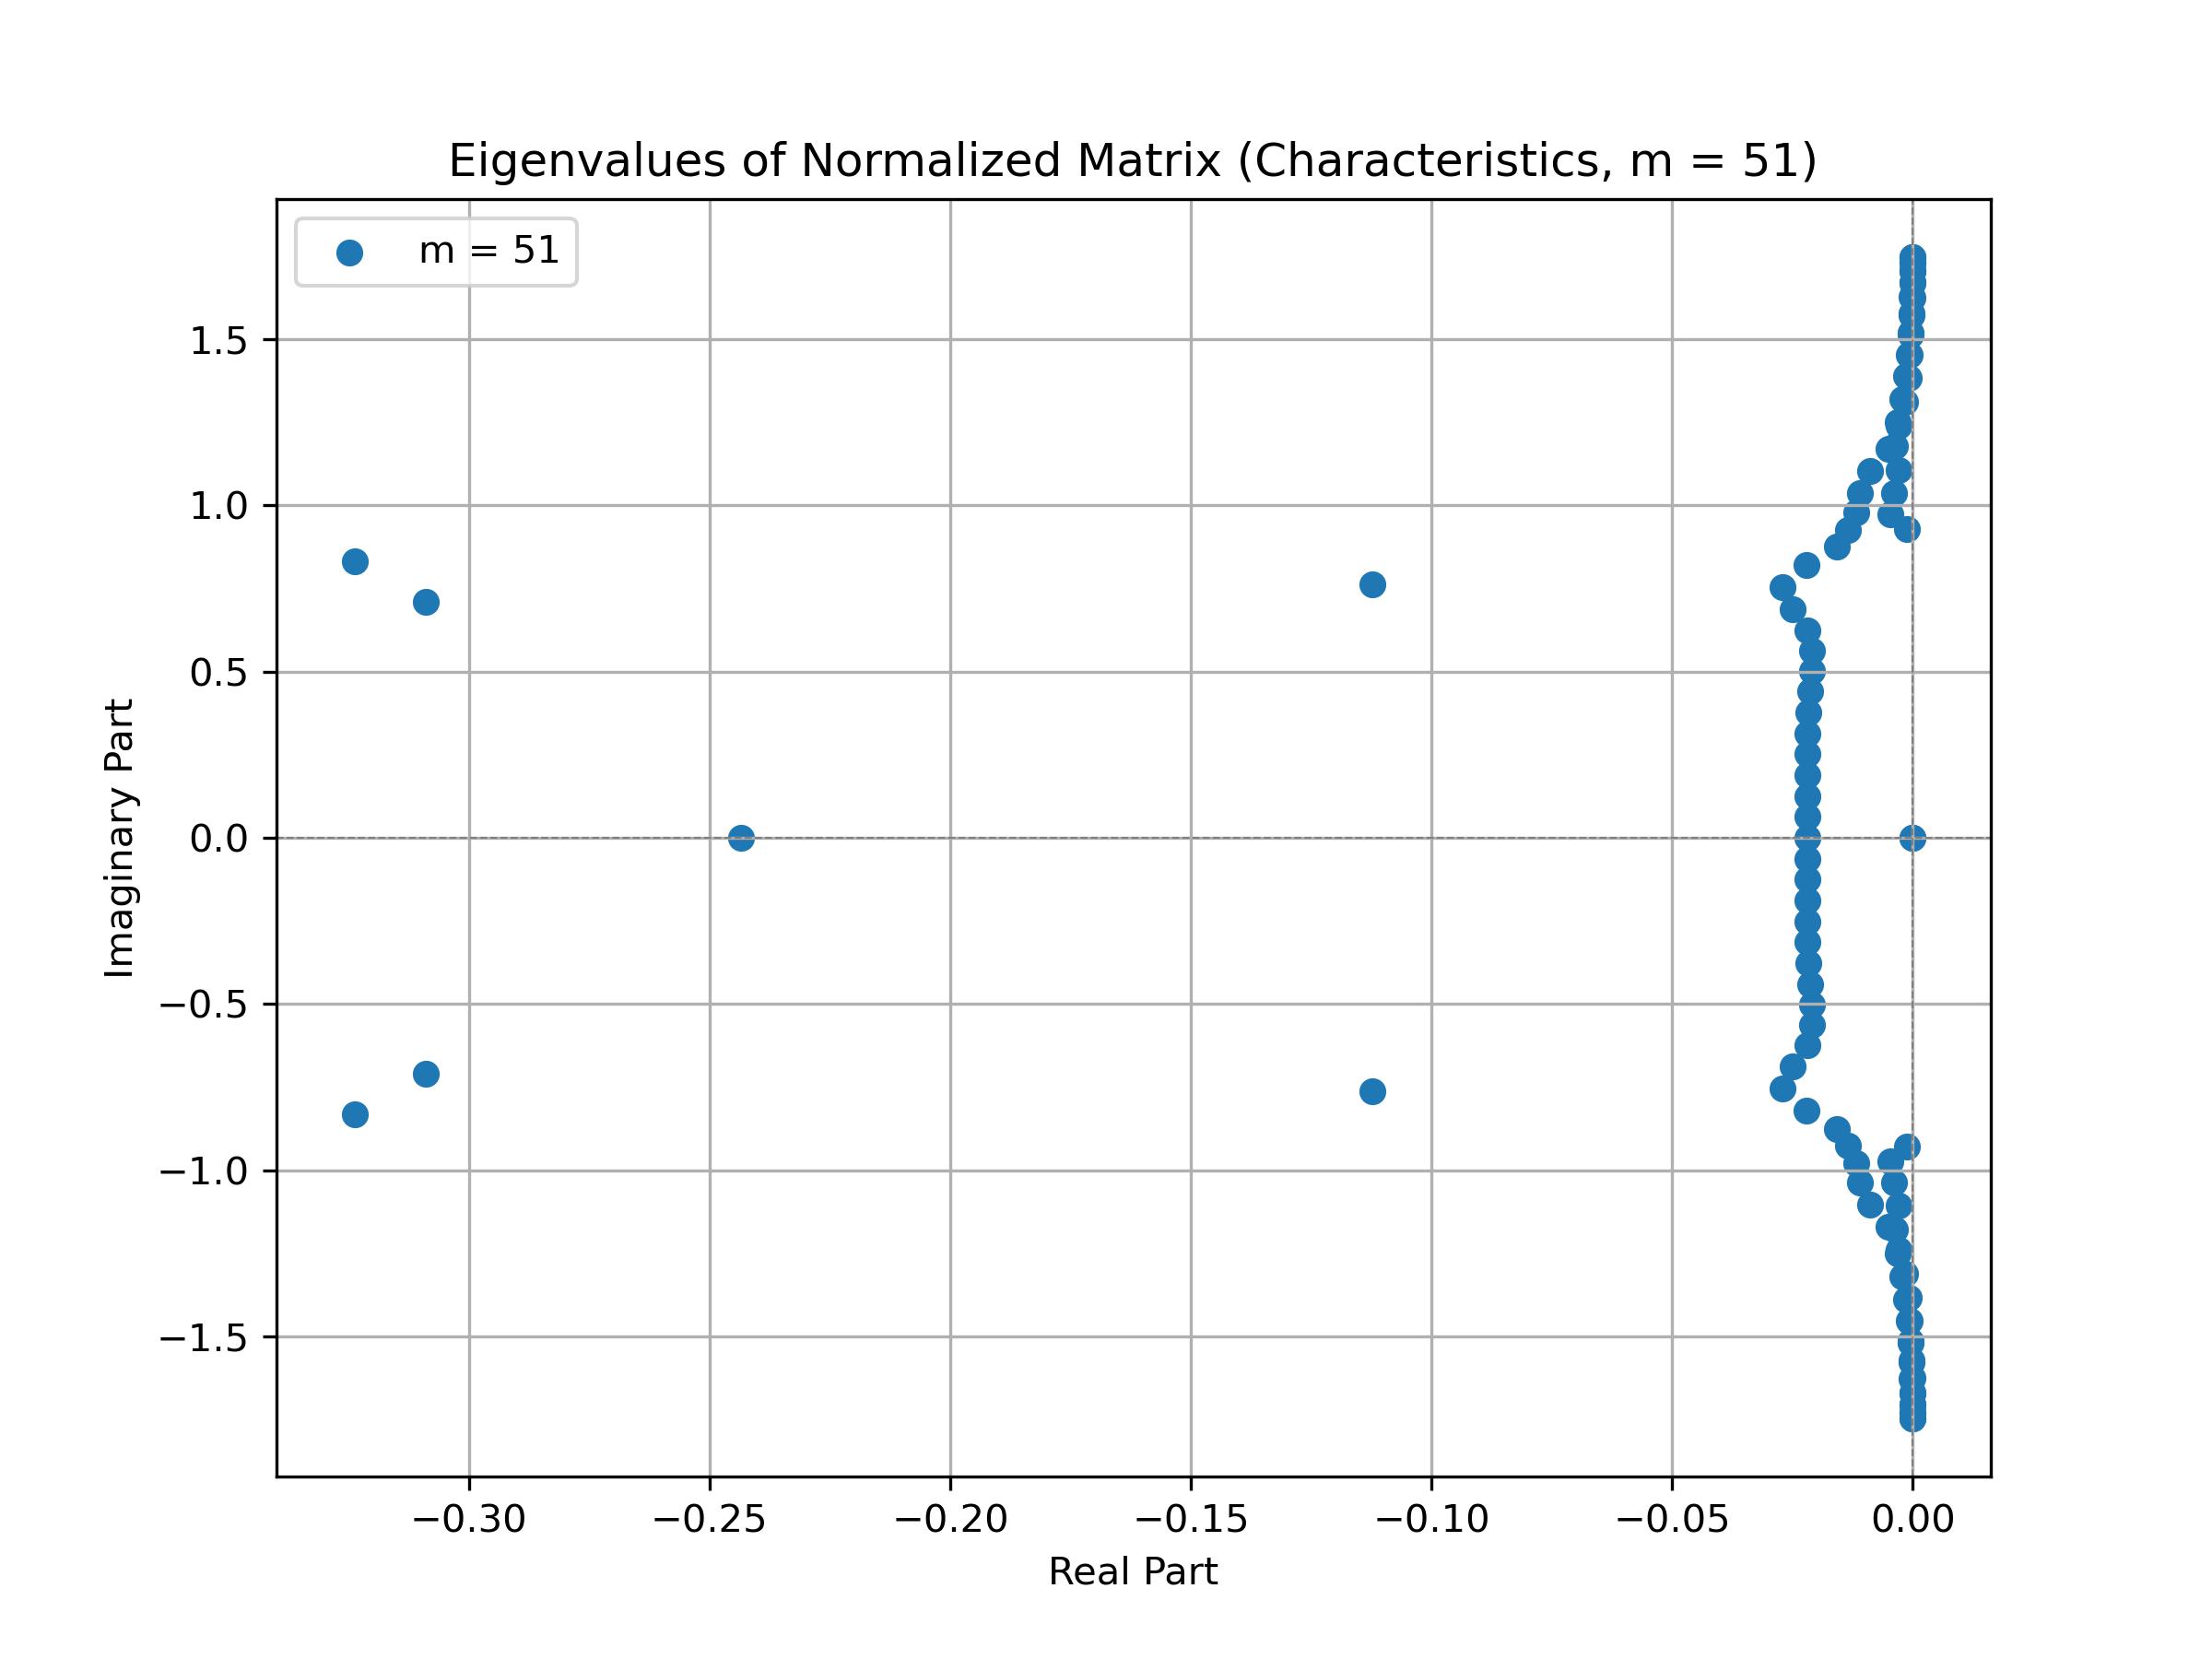 Eigenvalues of Normalized Matrix (Characteristics, m = 51)
m = 51
1.5
1.0
0.5
0.0
−0.5
−1.0
−1.5
Imaginary Part
−0.30 −0.25 −0.20 −0.15 −0.10 −0.05 0.00
Real Part